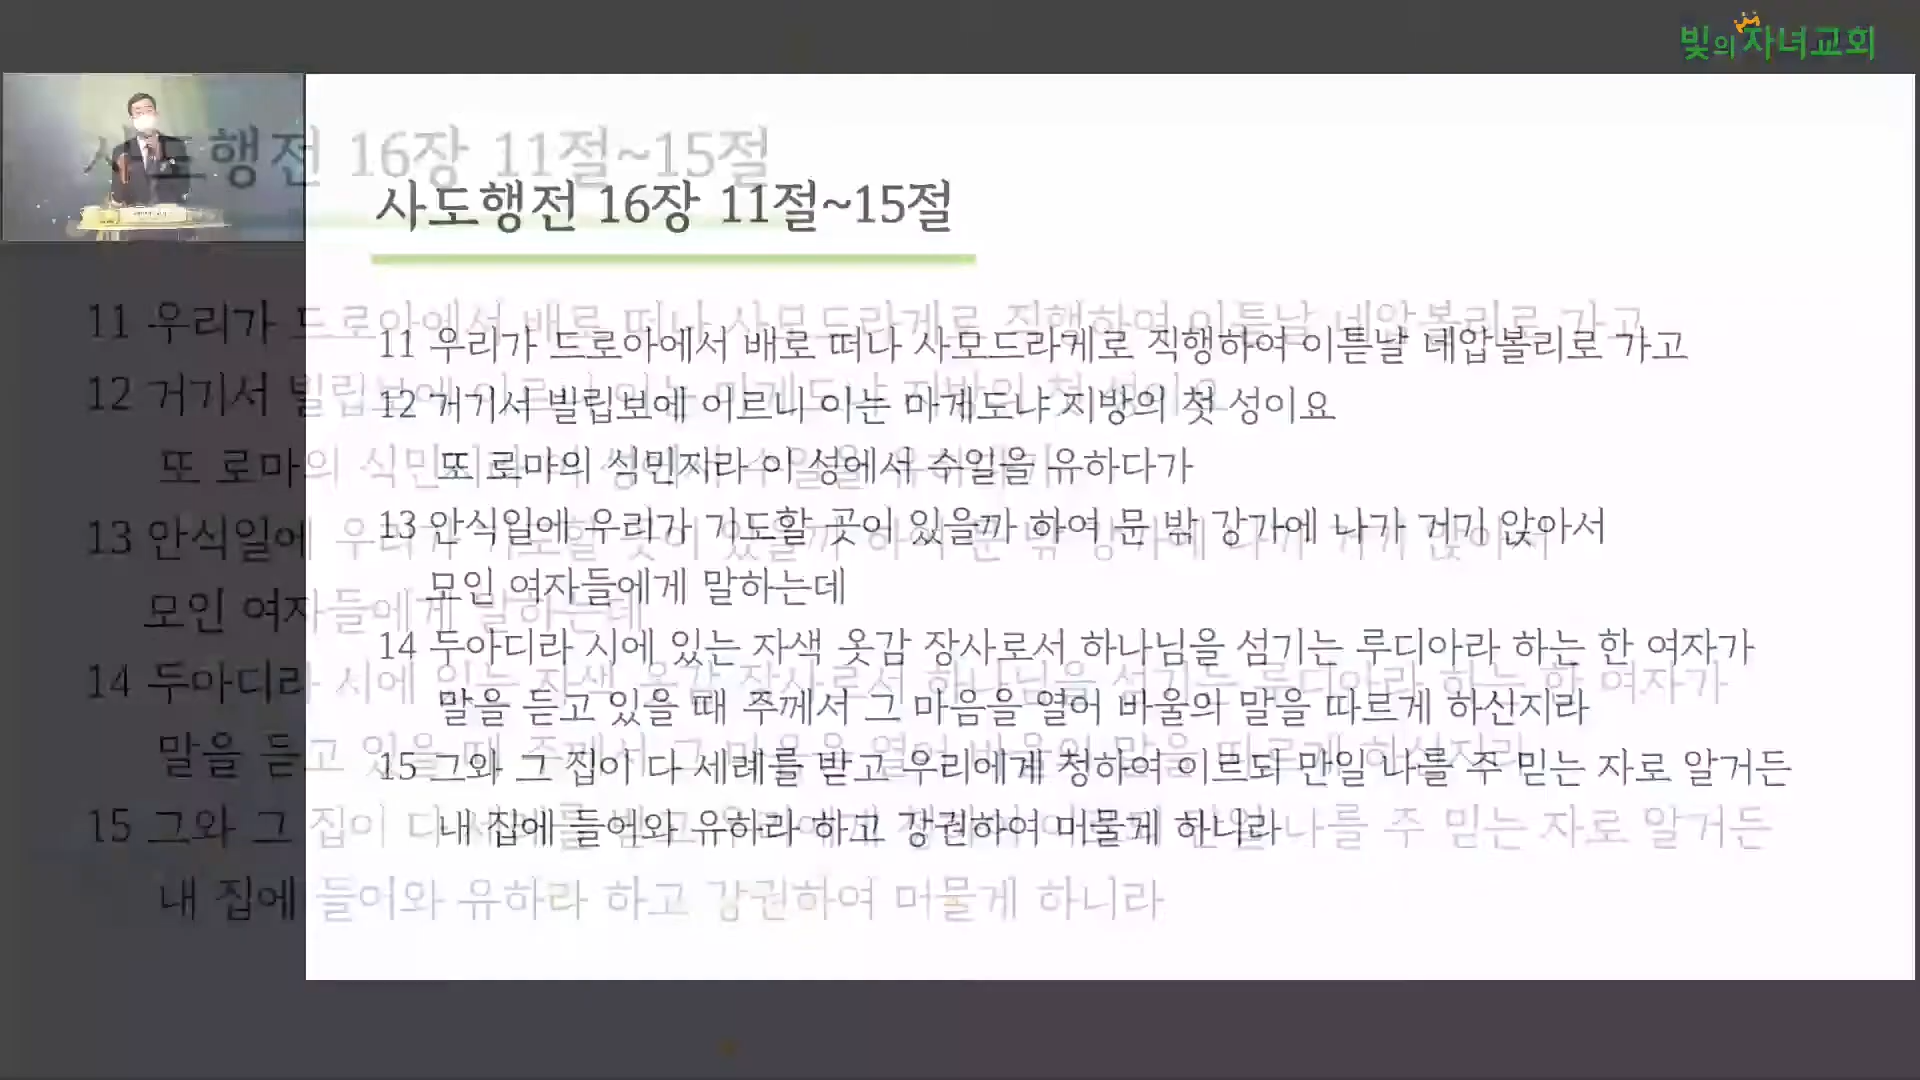 빛의자녀교회
사도행전 16장 11절~15절
11 우리가 드로아에서 배로 떠나 사모드라게로 직행하여 이튿날 네압볼리로 가고
12 거기서 빌립보에 이르니 이는 마게도냐 지방의 첫 성이요
또 로마의 식민지라 이 성에서 수일을 유하다가
13 안식일에 우리가 기도할 곳이 있을까 하여 문 밖 강가에 나가 거기 앉아서
모인 여자들에게 말하는데
14 두아디라 시에 있는 자색 옷감 장사로서 하나님을 섬기는 루디아라 하는 한 여자가
말을 듣고 있을 때 주께서 그 마음을 열어 바울의 말을 따르게 하신지라
15 그와 그 집이 다 세례를 받고 우리에게 청하여 이르되 만일 나를 주 믿는 자로 알거든
내 집에 들어와 유하라 하고 강권하여 머물게 하니라